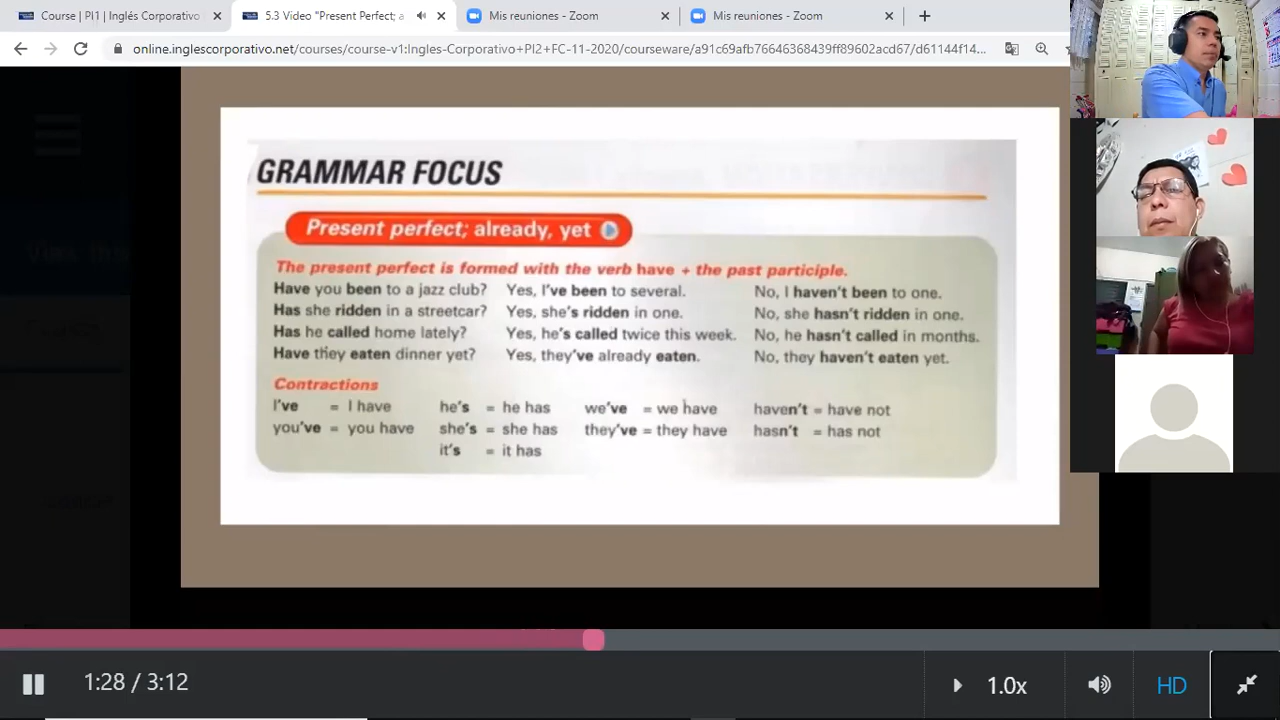 Course | PI1 | Inglés Corporativo
5.3 Video "Present Perfect; a
Mis reuniones - Zoom
Mis reuniones - Zoom
online.inglescorporativo.net/courses/course-v1:Ingles-Corporativo+PI2+FC-11-2020/courseware/a91c69afb76646368439ff89602acd67/d61144f14...
GRAMMAR FOCUS
Present perfect; already, yet
The present perfect is formed with the verb have + the past participle.
Have you been to a jazz club? Yes, I've been to several. No, I haven't been to one.
Has she ridden in a streetcar? Yes, she's ridden in one. No, she hasn't ridden in one.
Has he called home lately? Yes, he's called twice this week. No, he hasn't called in months.
Have they eaten dinner yet? Yes, they've already eaten. No, they haven't eaten yet.
Contractions
I've = I have he's = he has we've = we have haven't = have not
you've = you have she's = she has they've = they have hasn't = has not
it's = it has
1:28 / 3:12
1.0x
HD